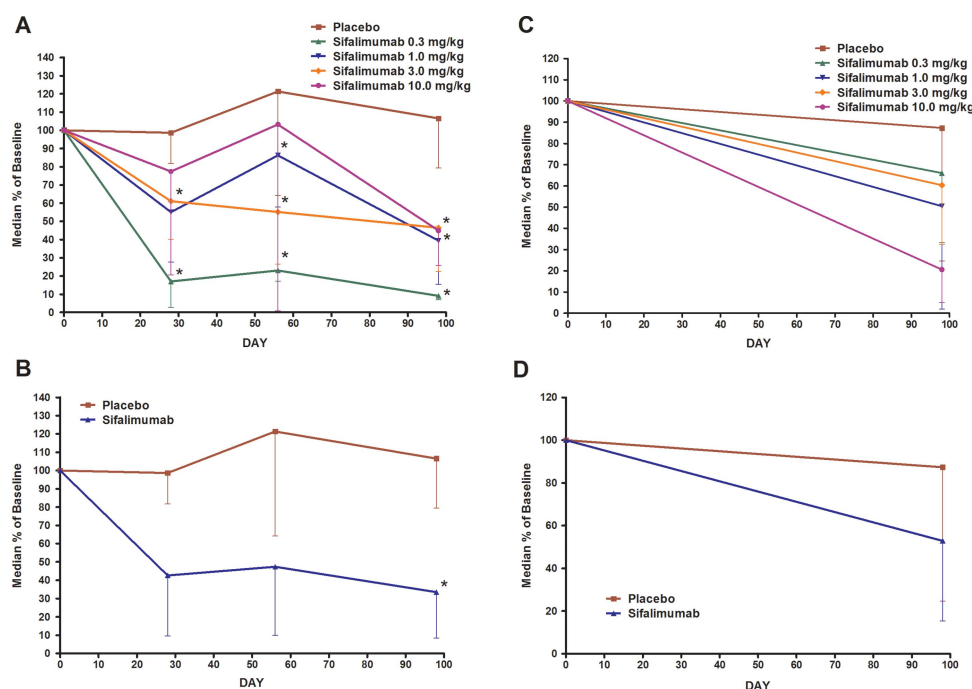 A
Placebo
Sifalimumab 0.3 mg/kg
Sifalimumab 1.0 mg/kg
Sifalimumab 3.0 mg/kg
Sifalimumab 10.0 mg/kg
Median % of Baseline
140
130
120
110
100
90
80
70
60
50
40
30
20
10
0
* * * * * * * *
0 10 20 30 40 50 60 70 80 90 100
DAY
C
Placebo
Sifalimumab 0.3 mg/kg
Sifalimumab 1.0 mg/kg
Sifalimumab 3.0 mg/kg
Sifalimumab 10.0 mg/kg
Median % of Baseline
120
110
100
90
80
70
60
50
40
30
20
10
0
0 10 20 30 40 50 60 70 80 90 100
DAY
B
Placebo
Sifalimumab
Median % of Baseline
140
130
120
110
100
90
80
70
60
50
40
30
20
10
0
*
0 10 20 30 40 50 60 70 80 90 100
DAY
D
Placebo
Sifalimumab
Median % of Baseline
120
100
80
60
40
20
0
0 10 20 30 40 50 60 70 80 90 100
DAY